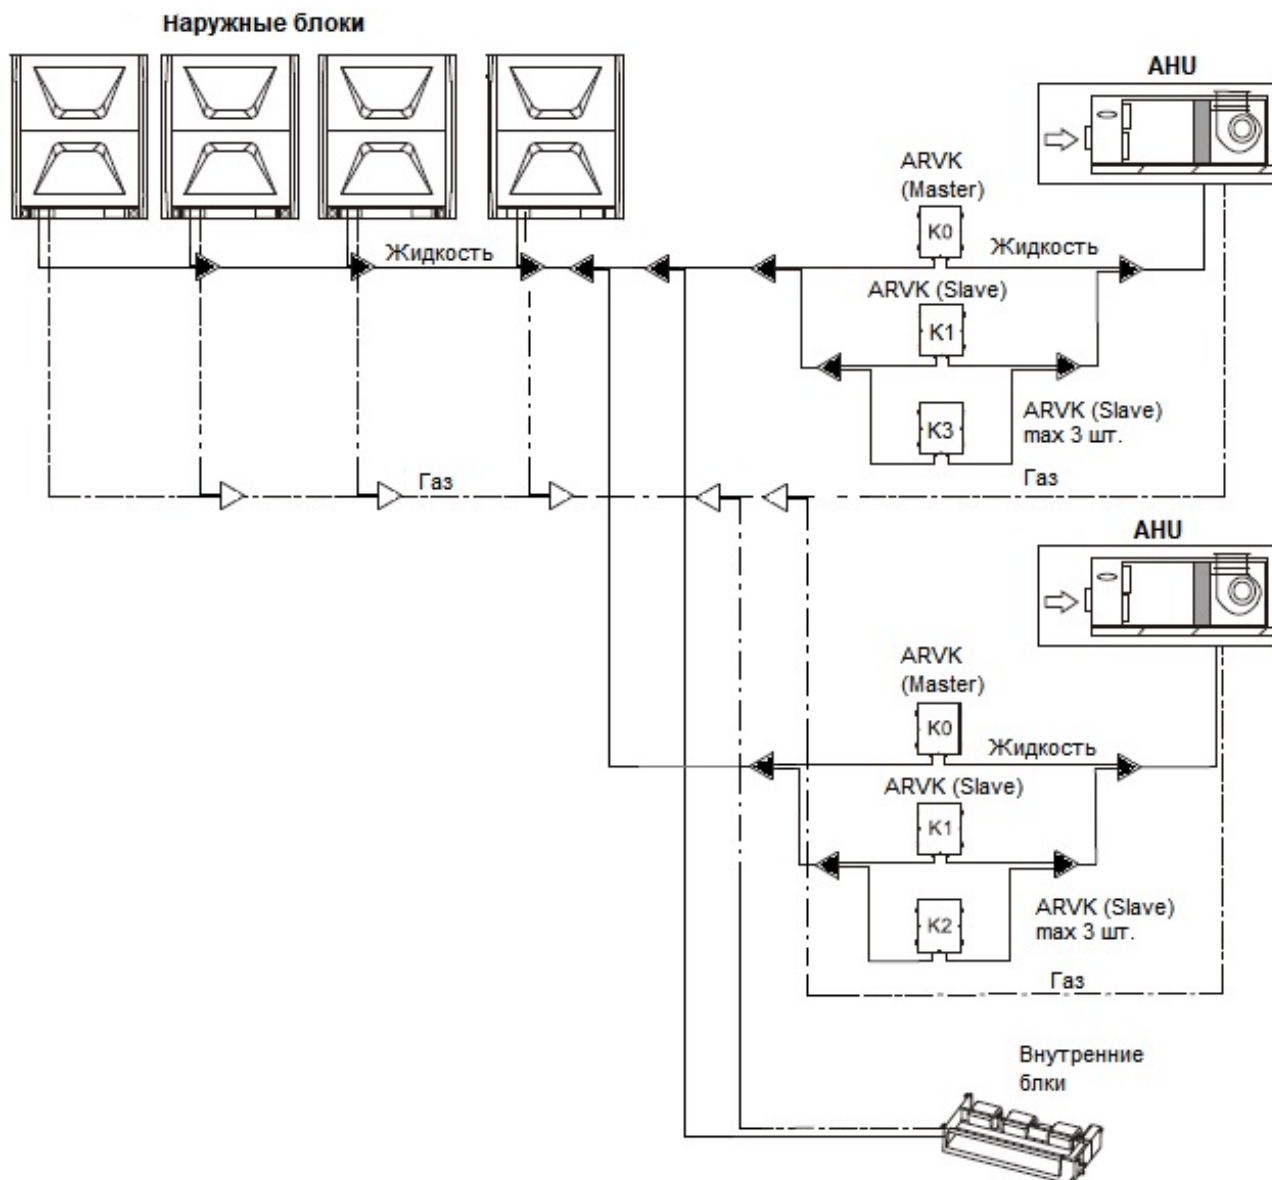 Наружные блоки
AHU
ARVK
(Master)
K0
Жидкость
Жидкость
ARVK (Slave)
K1
K3
ARVK (Slave)
max 3 шт.
Газ
Газ
AHU
ARVK
(Master)
K0
Жидкость
ARVK (Slave)
K1
K2
ARVK (Slave)
max 3 шт.
Газ
Внутренние
блки